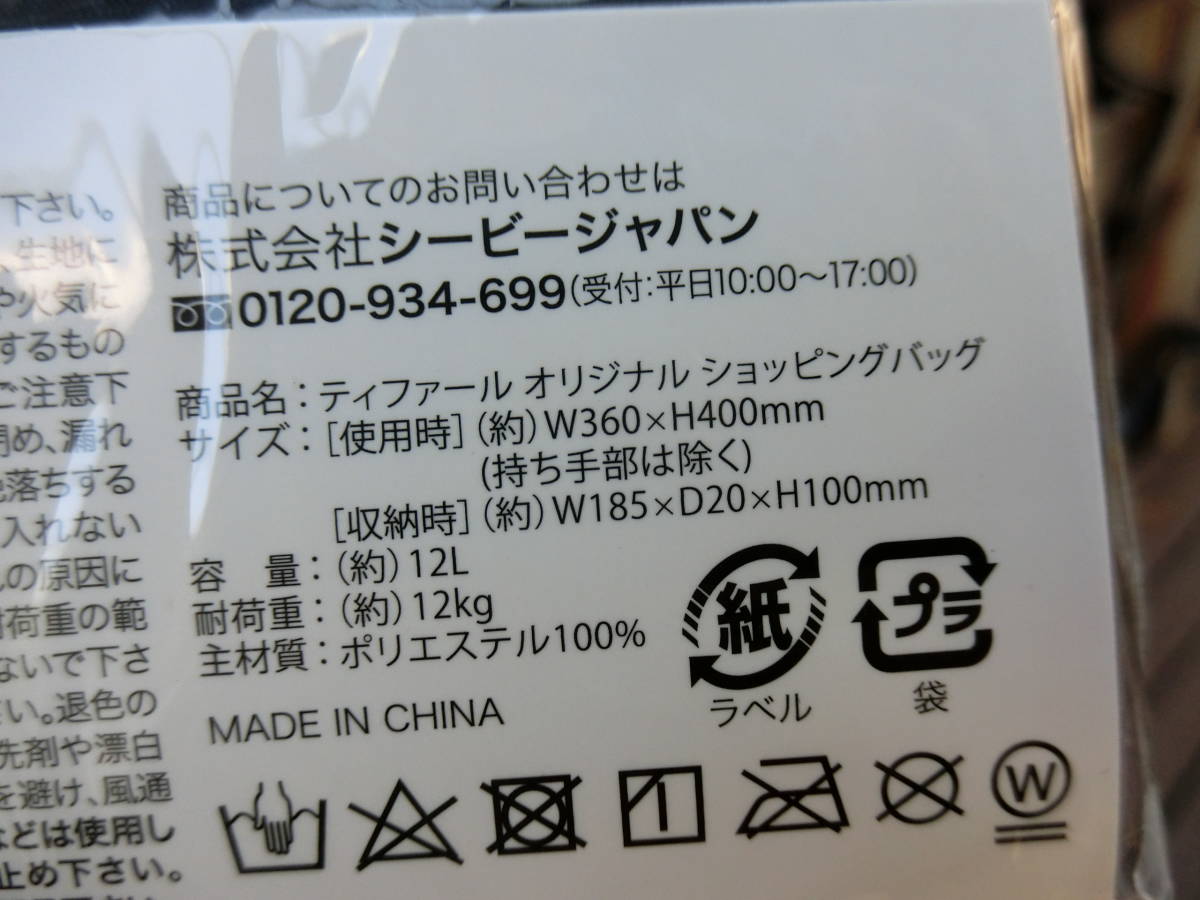 下さい。
、生地に
や火気に
するもの
ご注意下
閉め、漏れ
色落ちする
入れない
れの原因に
耐荷重の範
ないで下さ
い。退色の
洗剤や漂白
を避け、風通
などは使用し
止め下さい。
商品についてのお問い合わせは
株式会社シービージャパン
0120-934-699(受付:平日10:00〜17:00)
商品名:ティファール オリジナル ショッピングバッグ
サイズ:[使用時](約)W360×H400mm
(持ち手部は除く)
[収納時](約)W185×D20×H100mm
容 量:(約)12L
耐荷重:(約)12kg
主材質:ポリエステル100%
MADE IN CHINA
紙
ラベル
プラ
袋
W